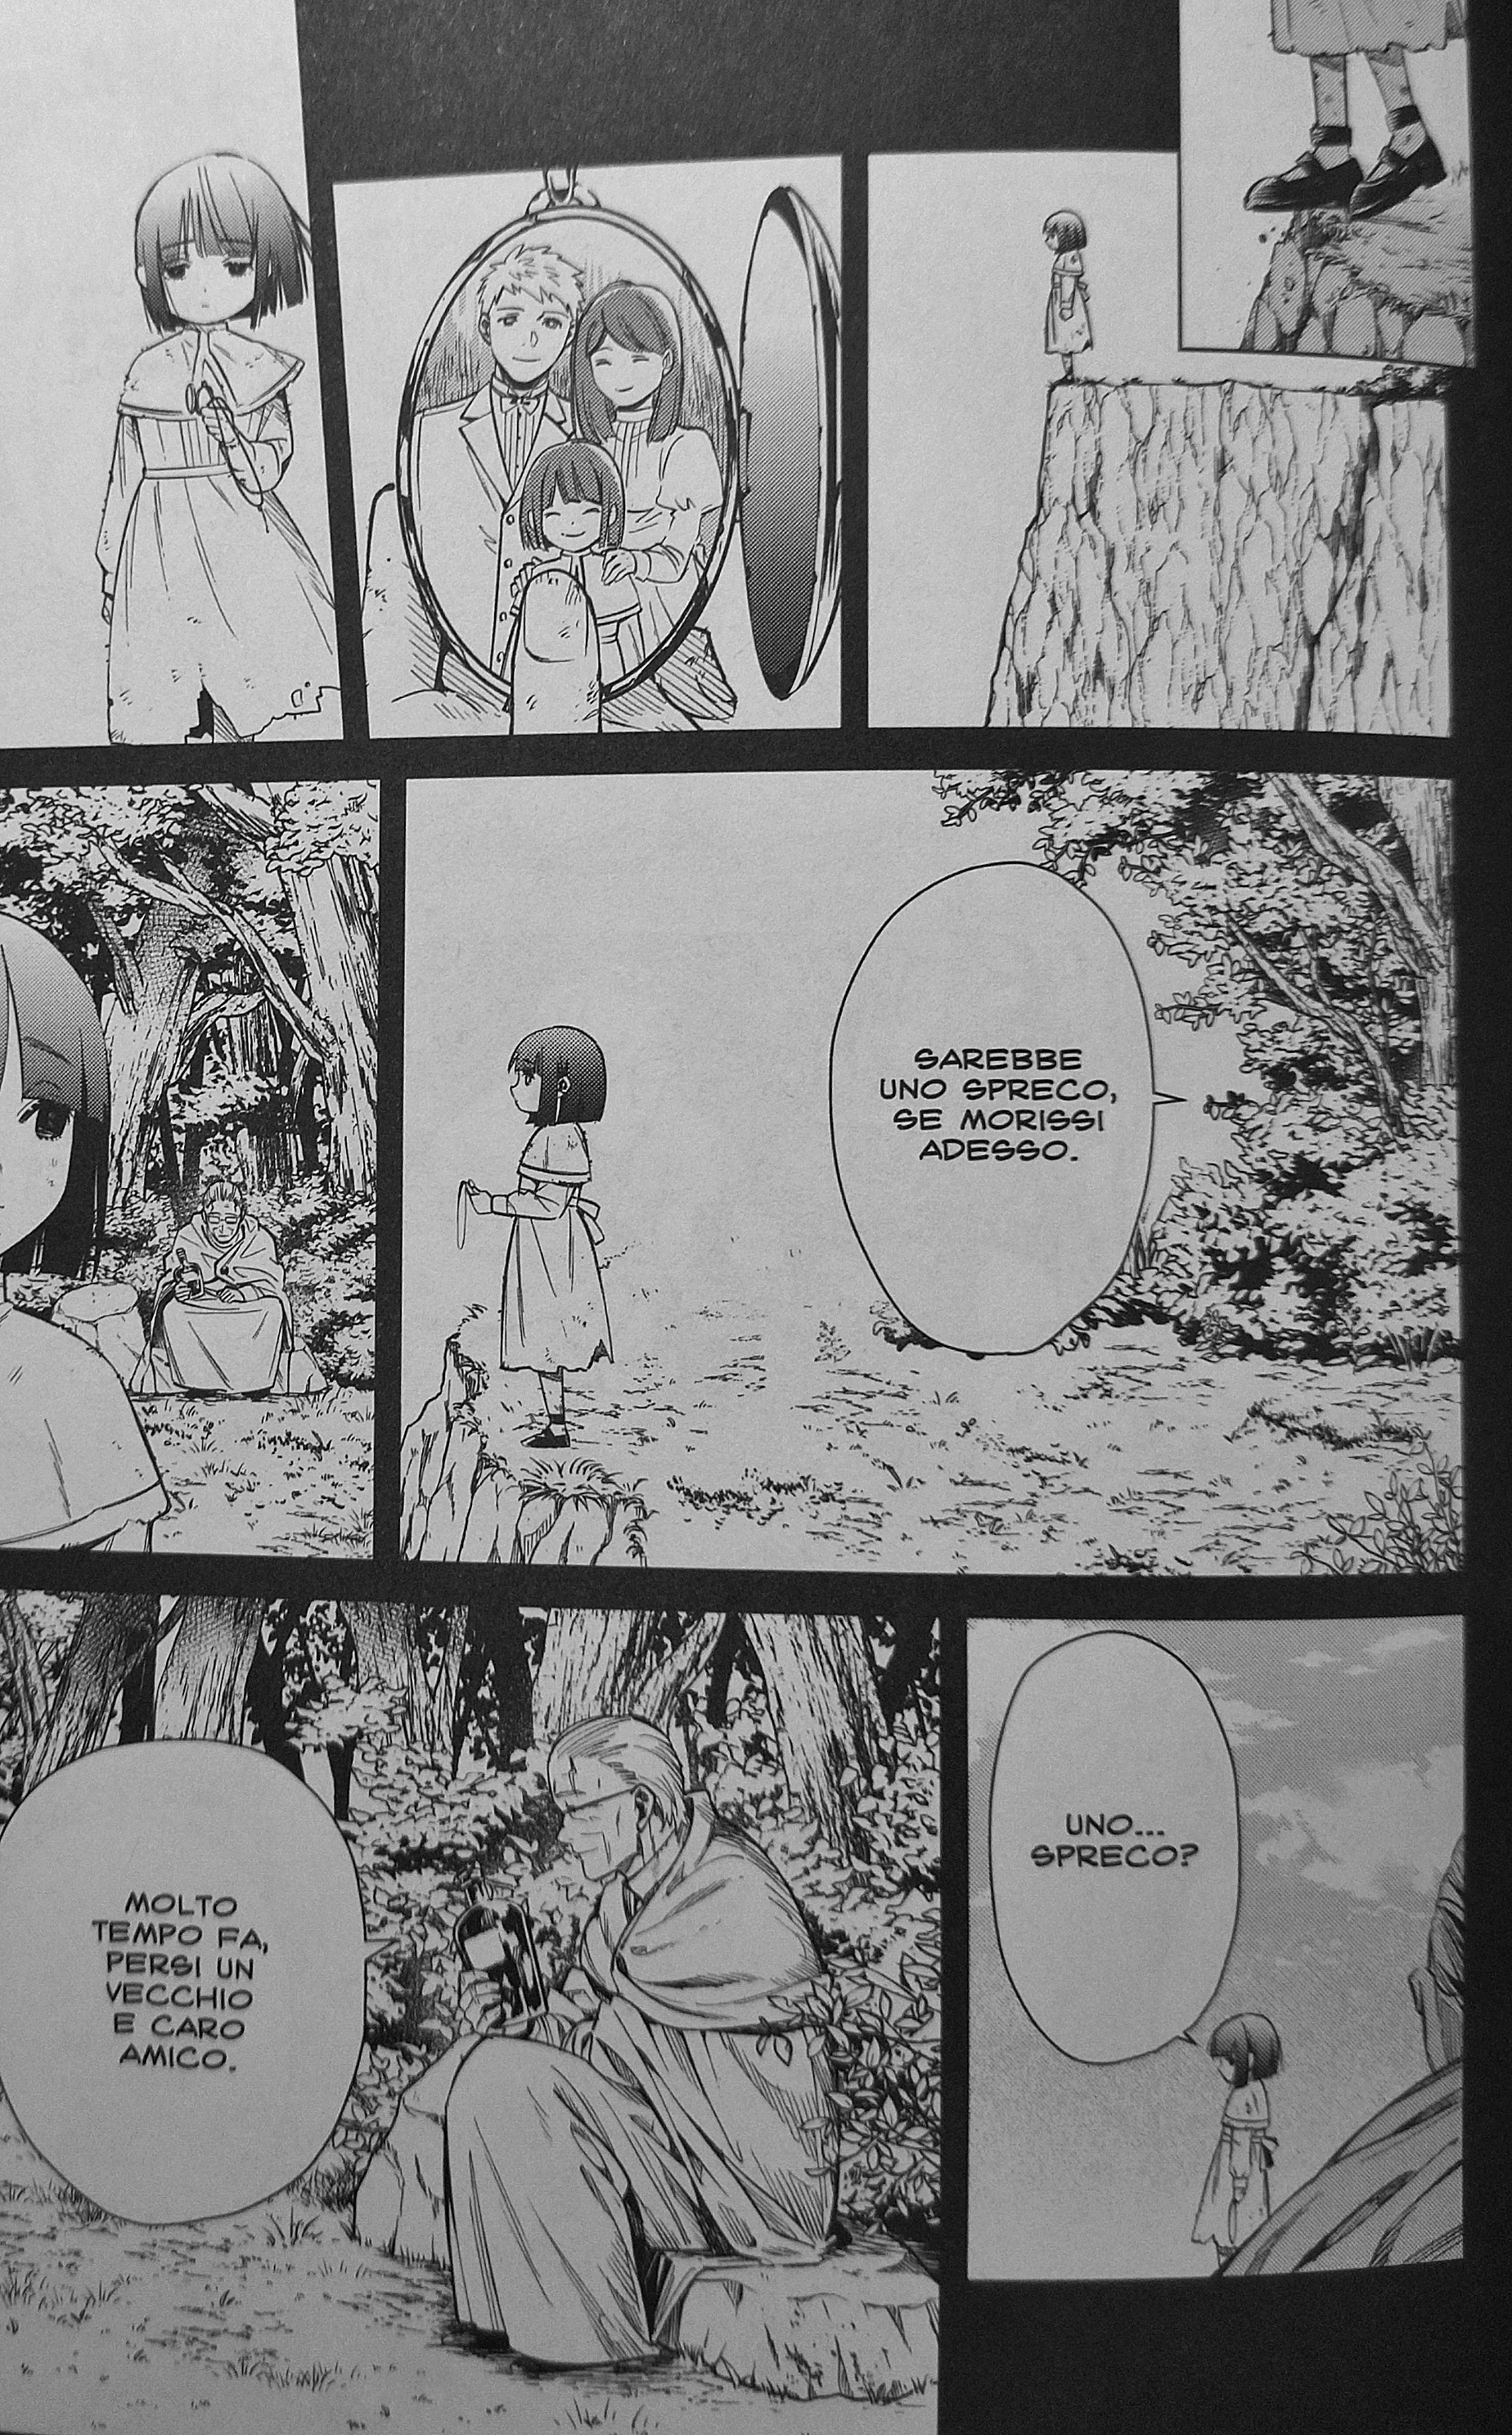 SAREBBE
UNO SPRECO,
SE MORISSI
ADESSO.
UNO...
SPRECO?
MOLTO
TEMPO FA,
PERSI UN
VECCHIO
E CARO
AMICO.